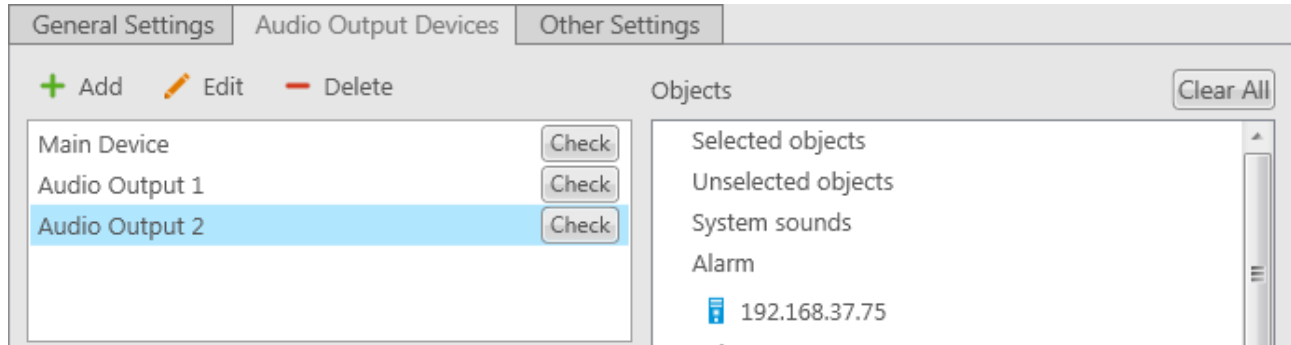 General Settings Audio Output Devices Other Settings
Add Edit Delete
Objects Clear All
Main Device Check
Audio Output 1 Check
Audio Output 2 Check
Selected objects
Unselected objects
System sounds
Alarm
192.168.37.75